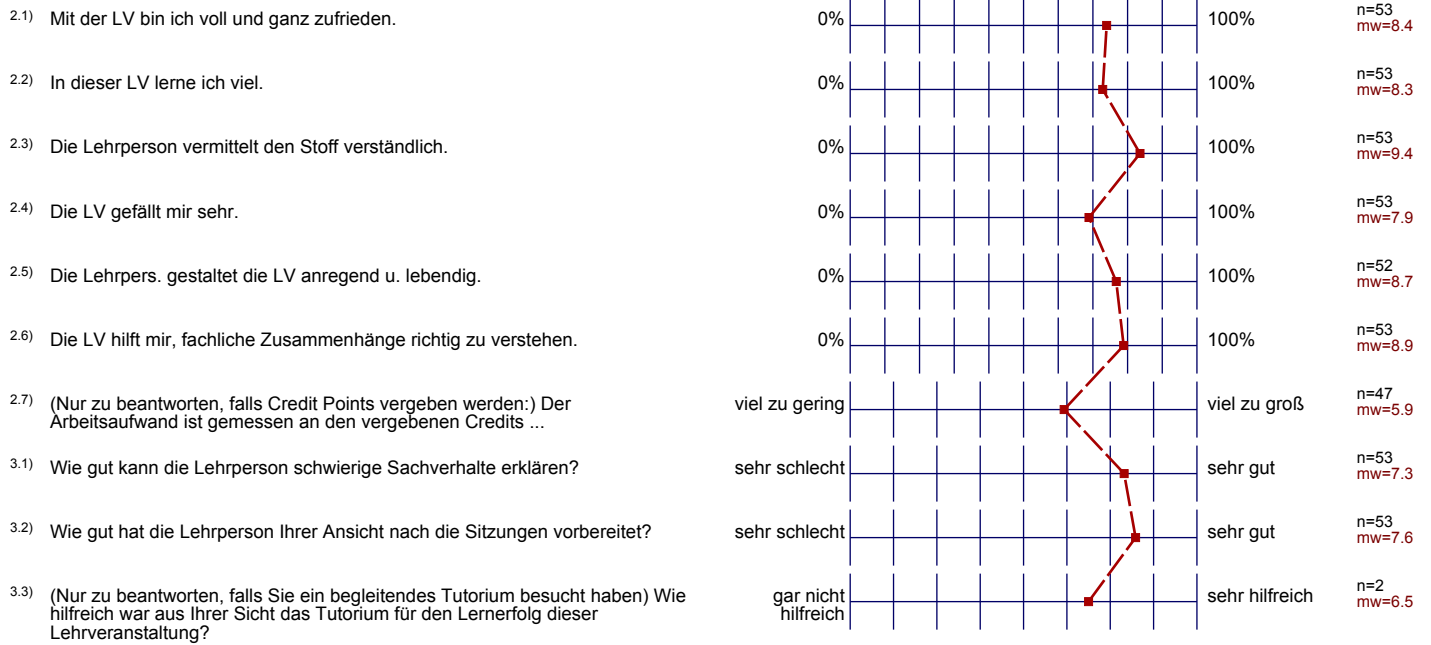 2.1) Mit der LV bin ich voll und ganz zufrieden. 0% 100% n=53
mw=8.4
2.2) In dieser LV lerne ich viel. 0% 100% n=53
mw=8.3
2.3) Die Lehrperson vermittelt den Stoff verständlich. 0% 100% n=53
mw=9.4
2.4) Die LV gefällt mir sehr. 0% 100% n=53
mw=7.9
2.5) Die Lehrpers. gestaltet die LV anregend u. lebendig. 0% 100% n=52
mw=8.7
2.6) Die LV hilft mir, fachliche Zusammenhänge richtig zu verstehen. 0% 100% n=53
mw=8.9
2.7) (Nur zu beantworten, falls Credit Points vergeben werden:) Der
Arbeitsaufwand ist gemessen an den vergebenen Credits ...
viel zu gering viel zu groß n=47
mw=5.9
3.1) Wie gut kann die Lehrperson schwierige Sachverhalte erklären? sehr schlecht sehr gut n=53
mw=7.3
3.2) Wie gut hat die Lehrperson Ihrer Ansicht nach die Sitzungen vorbereitet? sehr schlecht sehr gut n=53
mw=7.6
3.3) (Nur zu beantworten, falls Sie ein begleitendes Tutorium besucht haben) Wie
hilfreich war aus Ihrer Sicht das Tutorium für den Lernerfolg dieser
Lehrveranstaltung?
gar nicht
hilfreich
sehr hilfreich n=2
mw=6.5